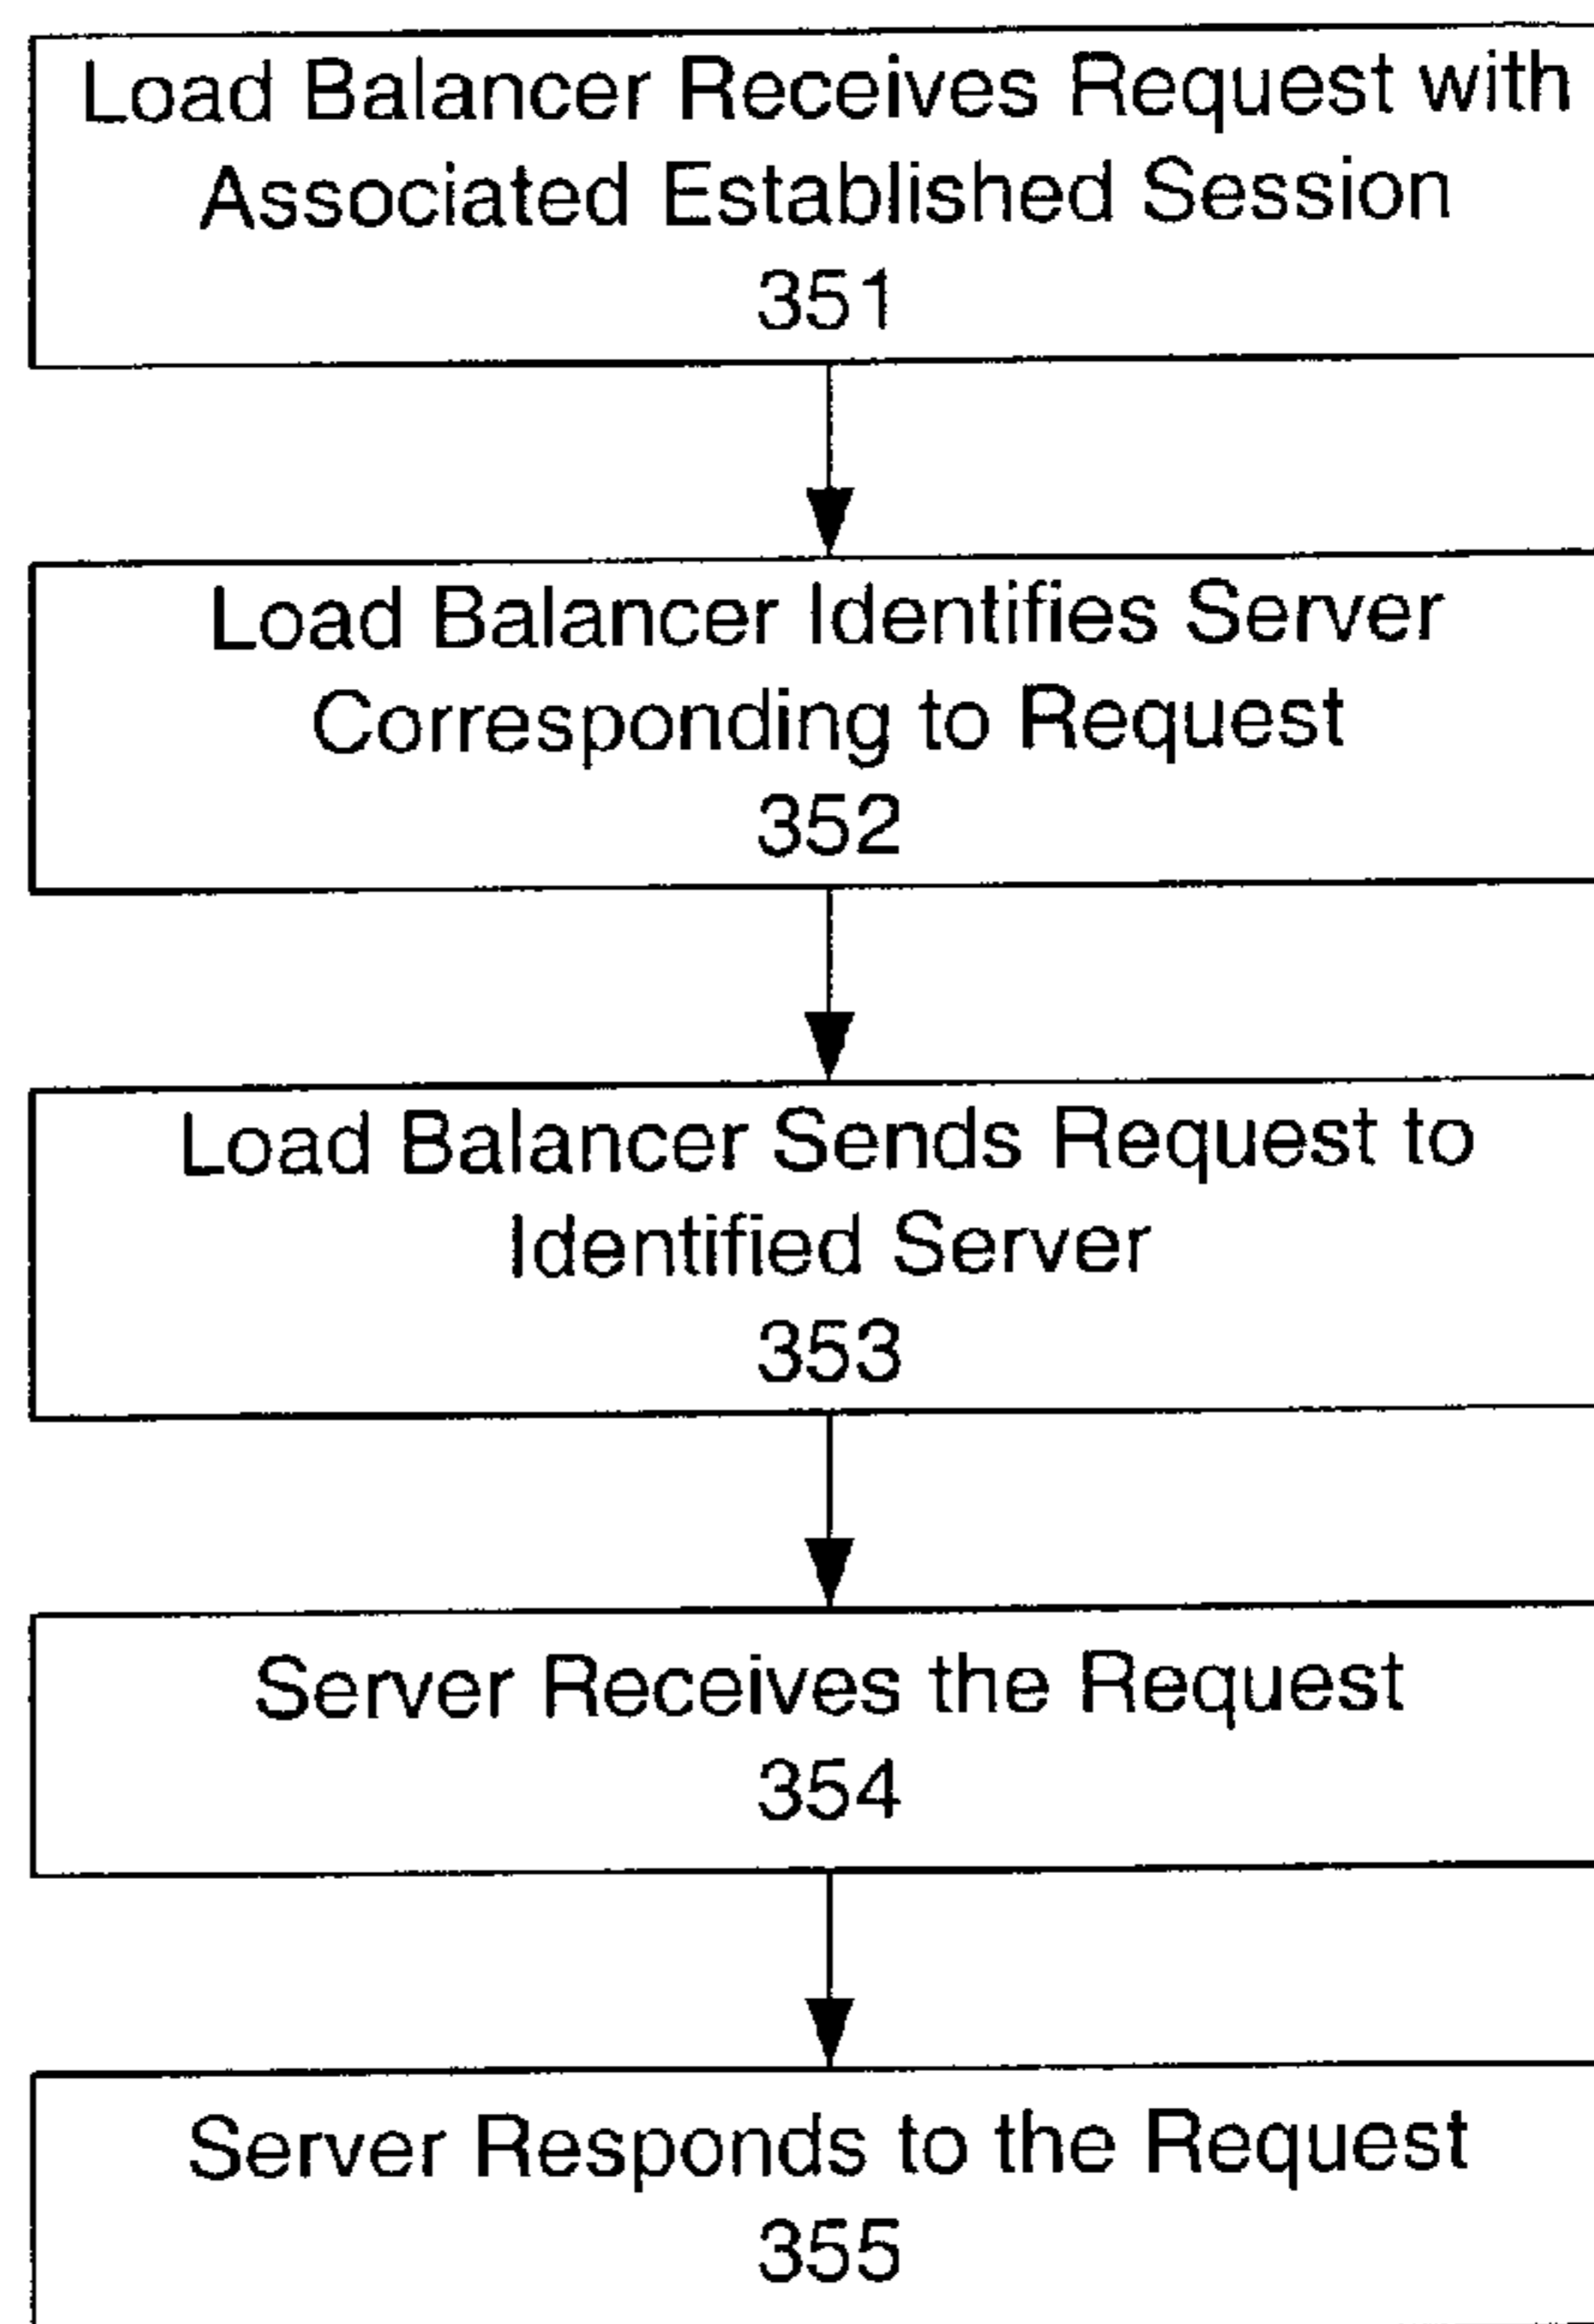 Load Balancer Receives Request with
Associated Established Session
351
Load Balancer Identifies Server
Corresponding to Request
352
Load Balancer Sends Request to
Identified Server
353
Server Receives the Request
354
Server Responds to the Request
355